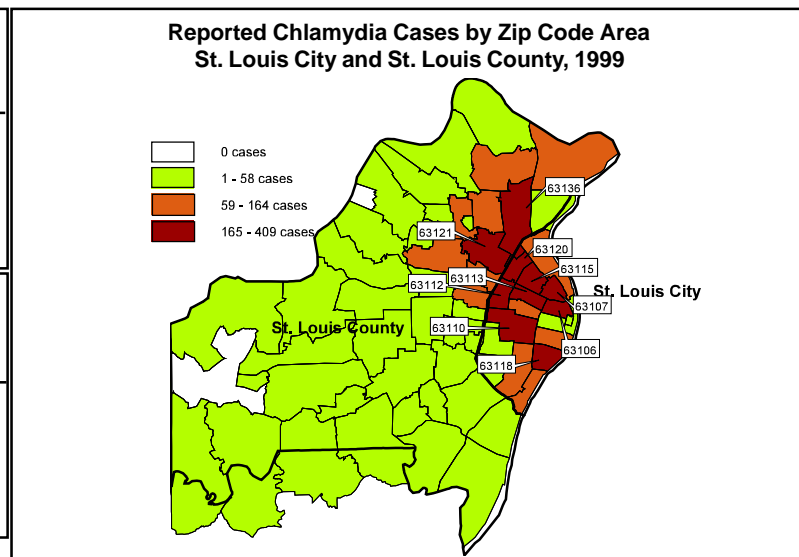 Reported Chlamydia Cases by Zip Code Area
St. Louis City and St. Louis County, 1999
0 cases
1 - 58 cases
59 - 164 cases
165 - 409 cases
63136
63121
63120
63115
63113
63112
St. Louis City
63107
St. Louis County
63110
63106
63118